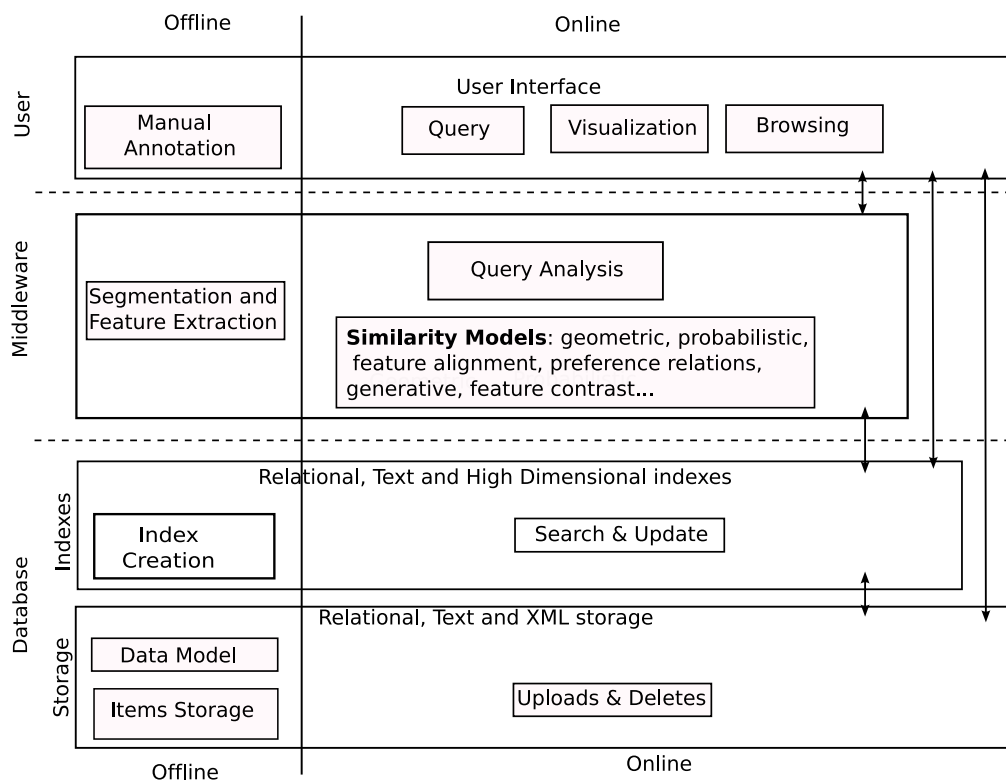 Offline
Online
User
User Interface
Manual
Annotation
Query
Visualization
Browsing
Middleware
Query Analysis
Segmentation and
Feature Extraction
Similarity Models: geometric, probabilistic,
feature alignment, preference relations,
generative, feature contrast...
Database
Indexes
Relational, Text and High Dimensional indexes
Index
Creation
Search & Update
Storage
Relational, Text and XML storage
Data Model
Items Storage
Uploads & Deletes
Offline
Online